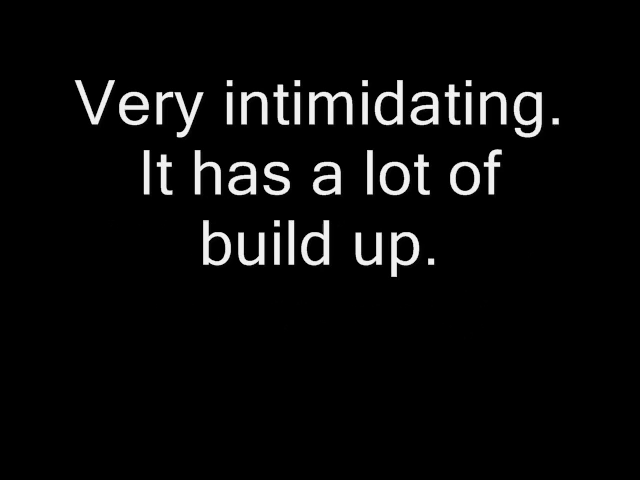 Very intimidating.
It has a lot of
build up.